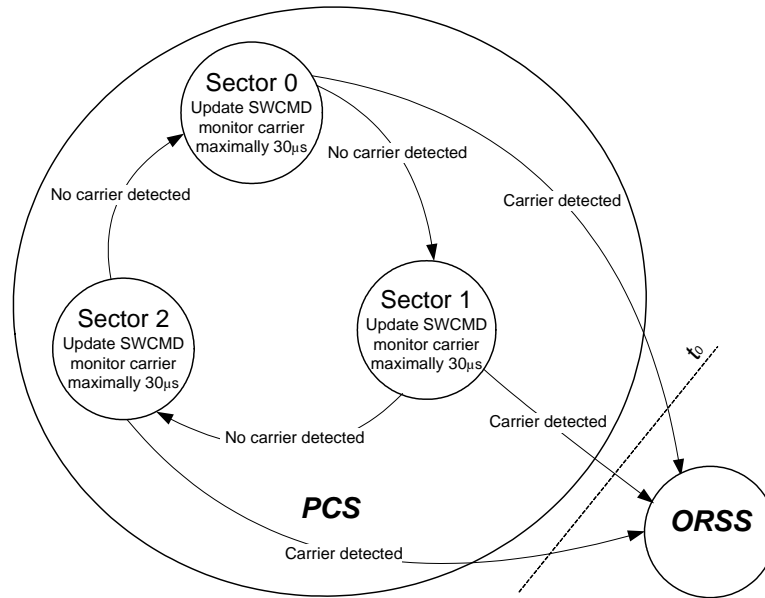 Sector 0
Update SWCMD
monitor carrier
maximally 30μs
No carrier detected
No carrier detected
Carrier detected
Sector 1
Update SWCMD
monitor carrier
maximally 30μs
Sector 2
Update SWCMD
monitor carrier
maximally 30μs
t0
Carrier detected
No carrier detected
PCS
ORSS
Carrier detected